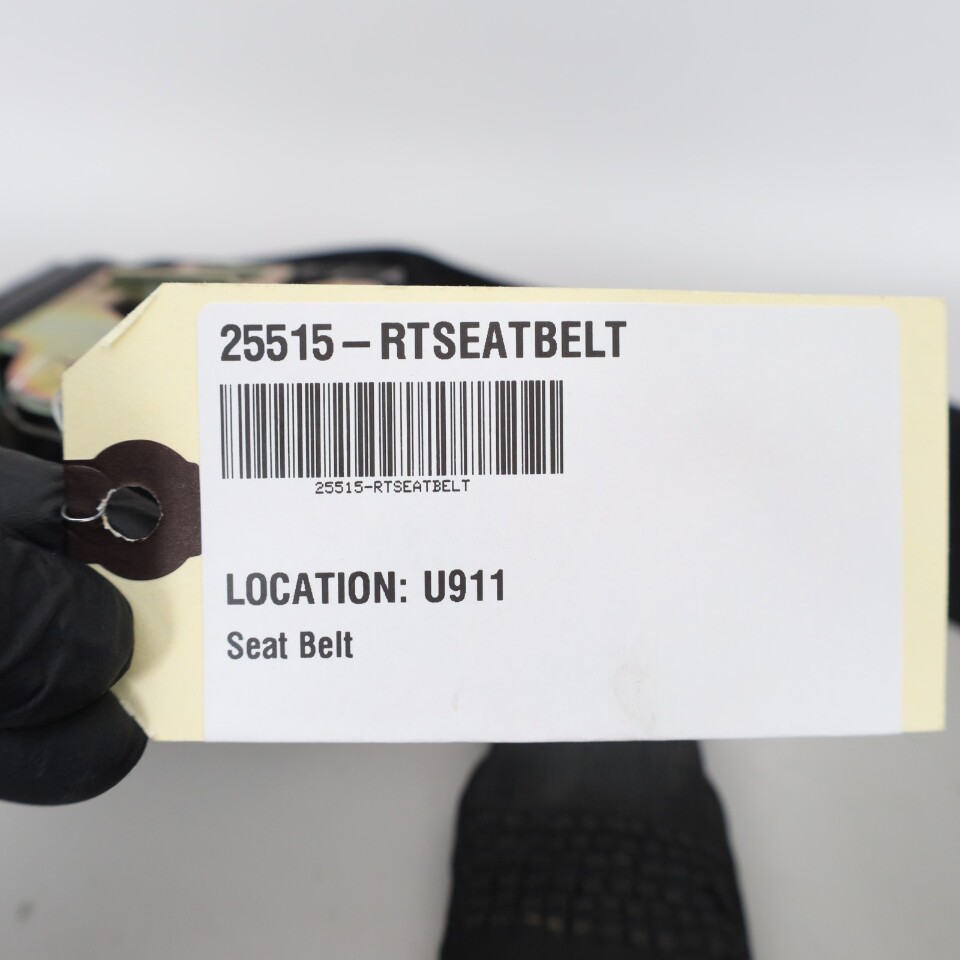 25515–RTSEATBELT
25515-RTSEATBELT
LOCATION: U911
Seat Belt